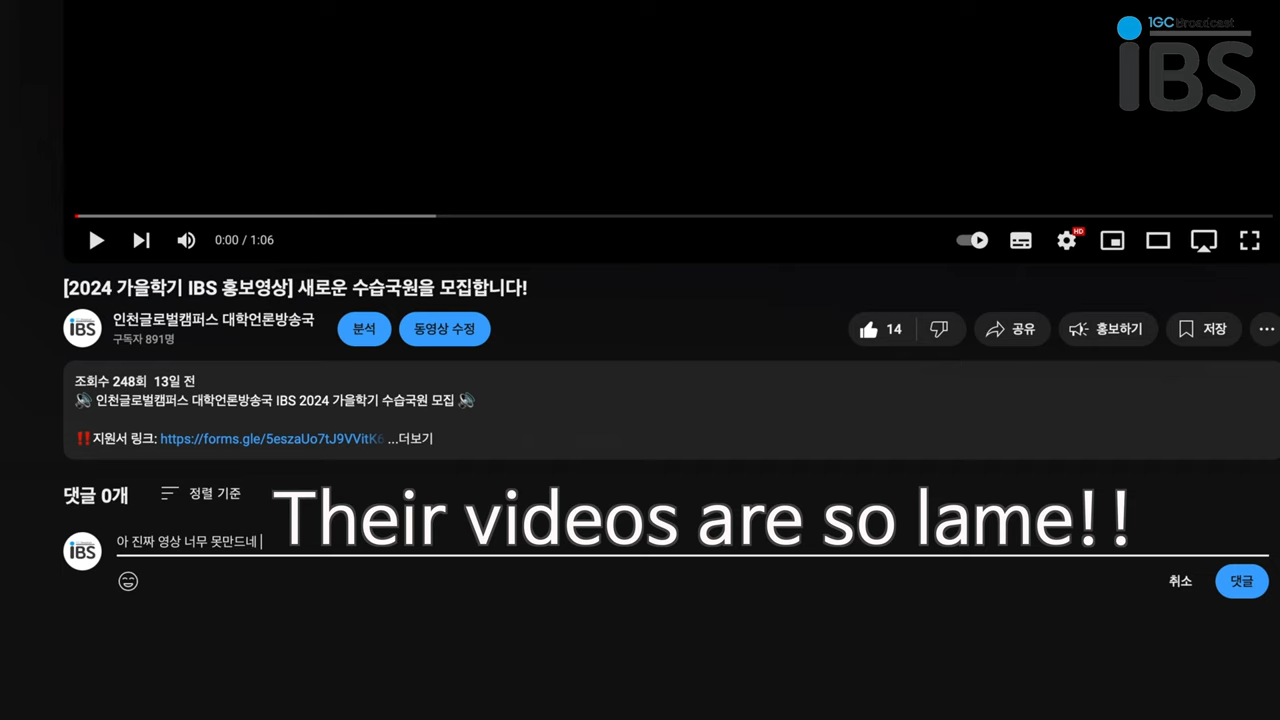 1GC Broadcast
iBS
0:00 / 1:06
HD
[2024 가을학기 IBS 홍보영상] 새로운 수습국원을 모집합니다!
iBS
인천글로벌캠퍼스 대학언론방송국
구독자 891명
분석
동영상 수정
14
공유
홍보하기
저장
조회수 248회 13일 전
🔊 인천글로벌캠퍼스 대학언론방송국 IBS 2024 가을학기 수습국원 모집 🔊
‼️지원서 링크: https://forms.gle/5eszaUo7tJ9VVitK6 ...더보기
댓글 0개
정렬 기준
Their videos are so lame!!
iBS
아 진짜 영상 너무 못만드네
취소
댓글